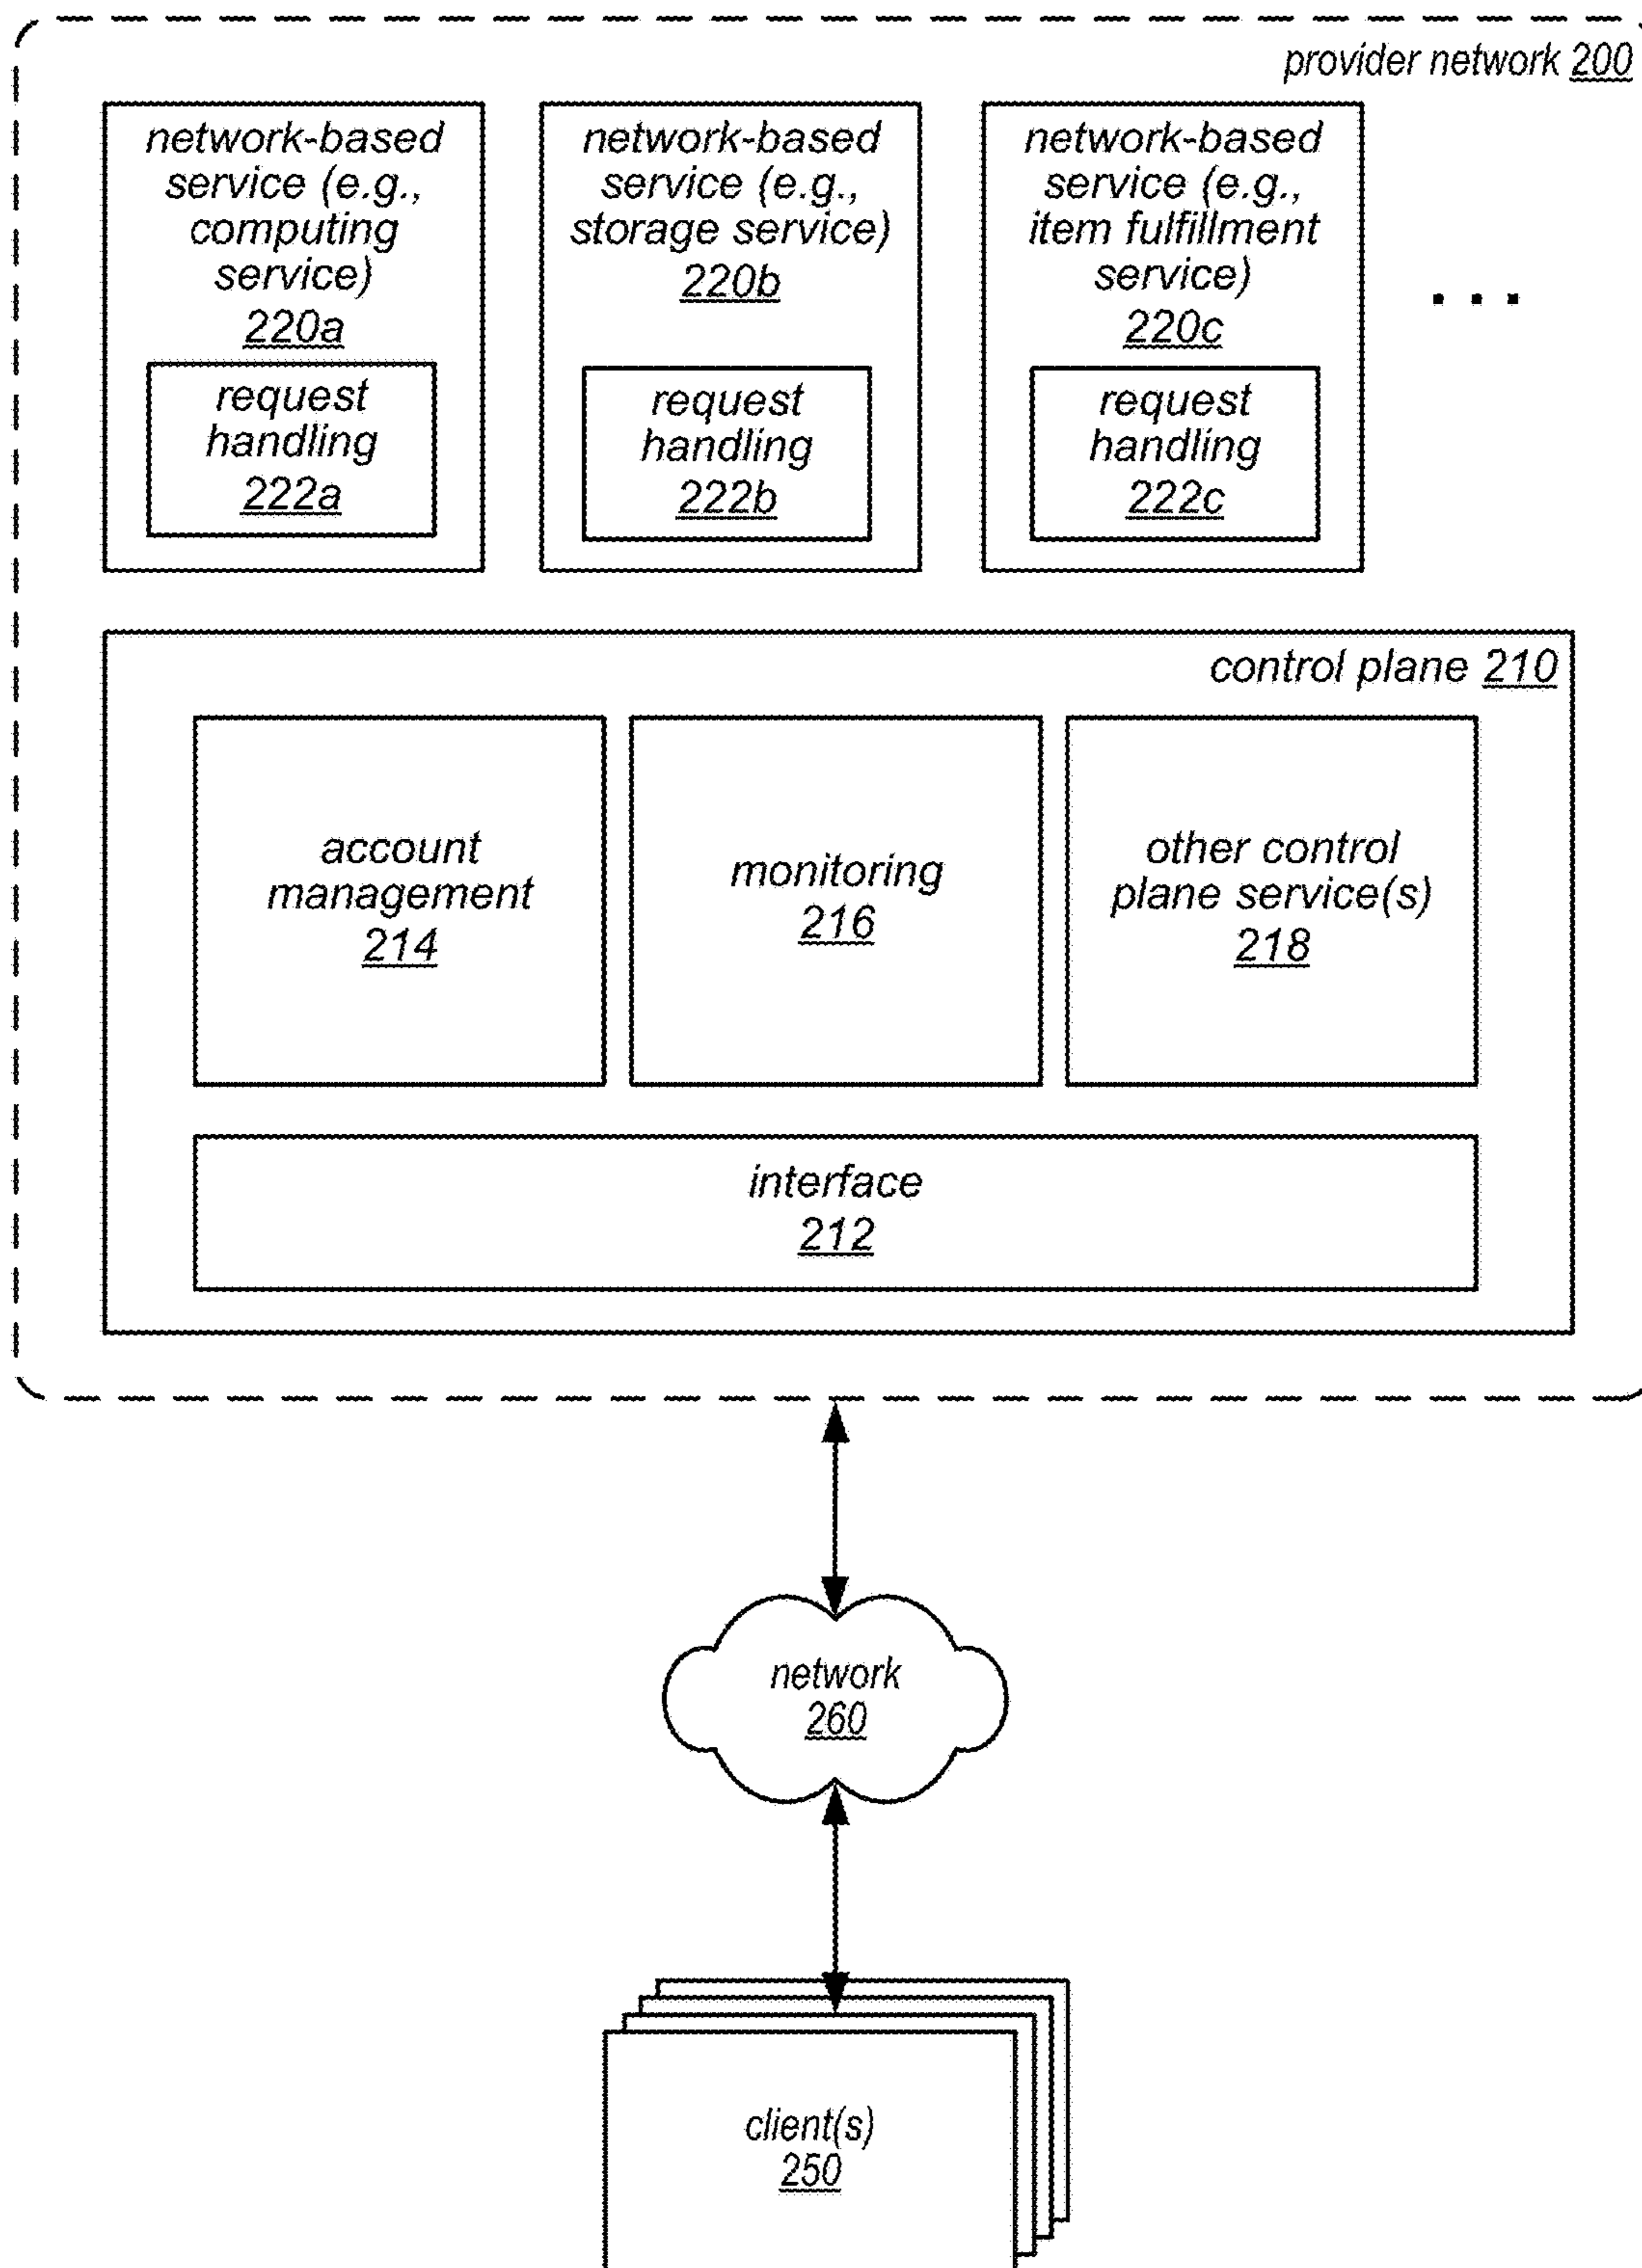 provider network 200
network-based
service (e.g.,
computing
service)
220a
request
handling
222a
network-based
service (e.g.,
storage service)
220b
request
handling
222b
network-based
service (e.g.,
item fulfillment
service)
220c
request
handling
222c
. . .
control plane 210
account
management
214
monitoring
216
other control
plane service(s)
218
interface
212
network
260
client(s)
250